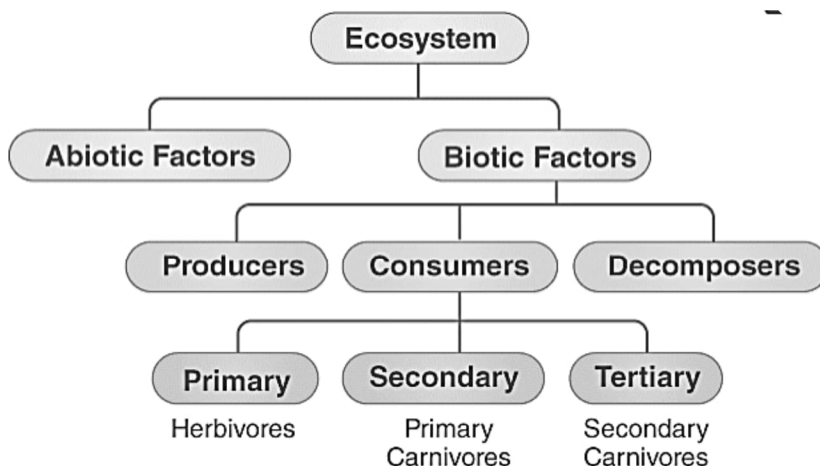 Ecosystem
Abiotic Factors
Biotic Factors
Producers
Consumers
Decomposers
Primary
Secondary
Tertiary
Herbivores
Primary
Carnivores
Secondary
Carnivores